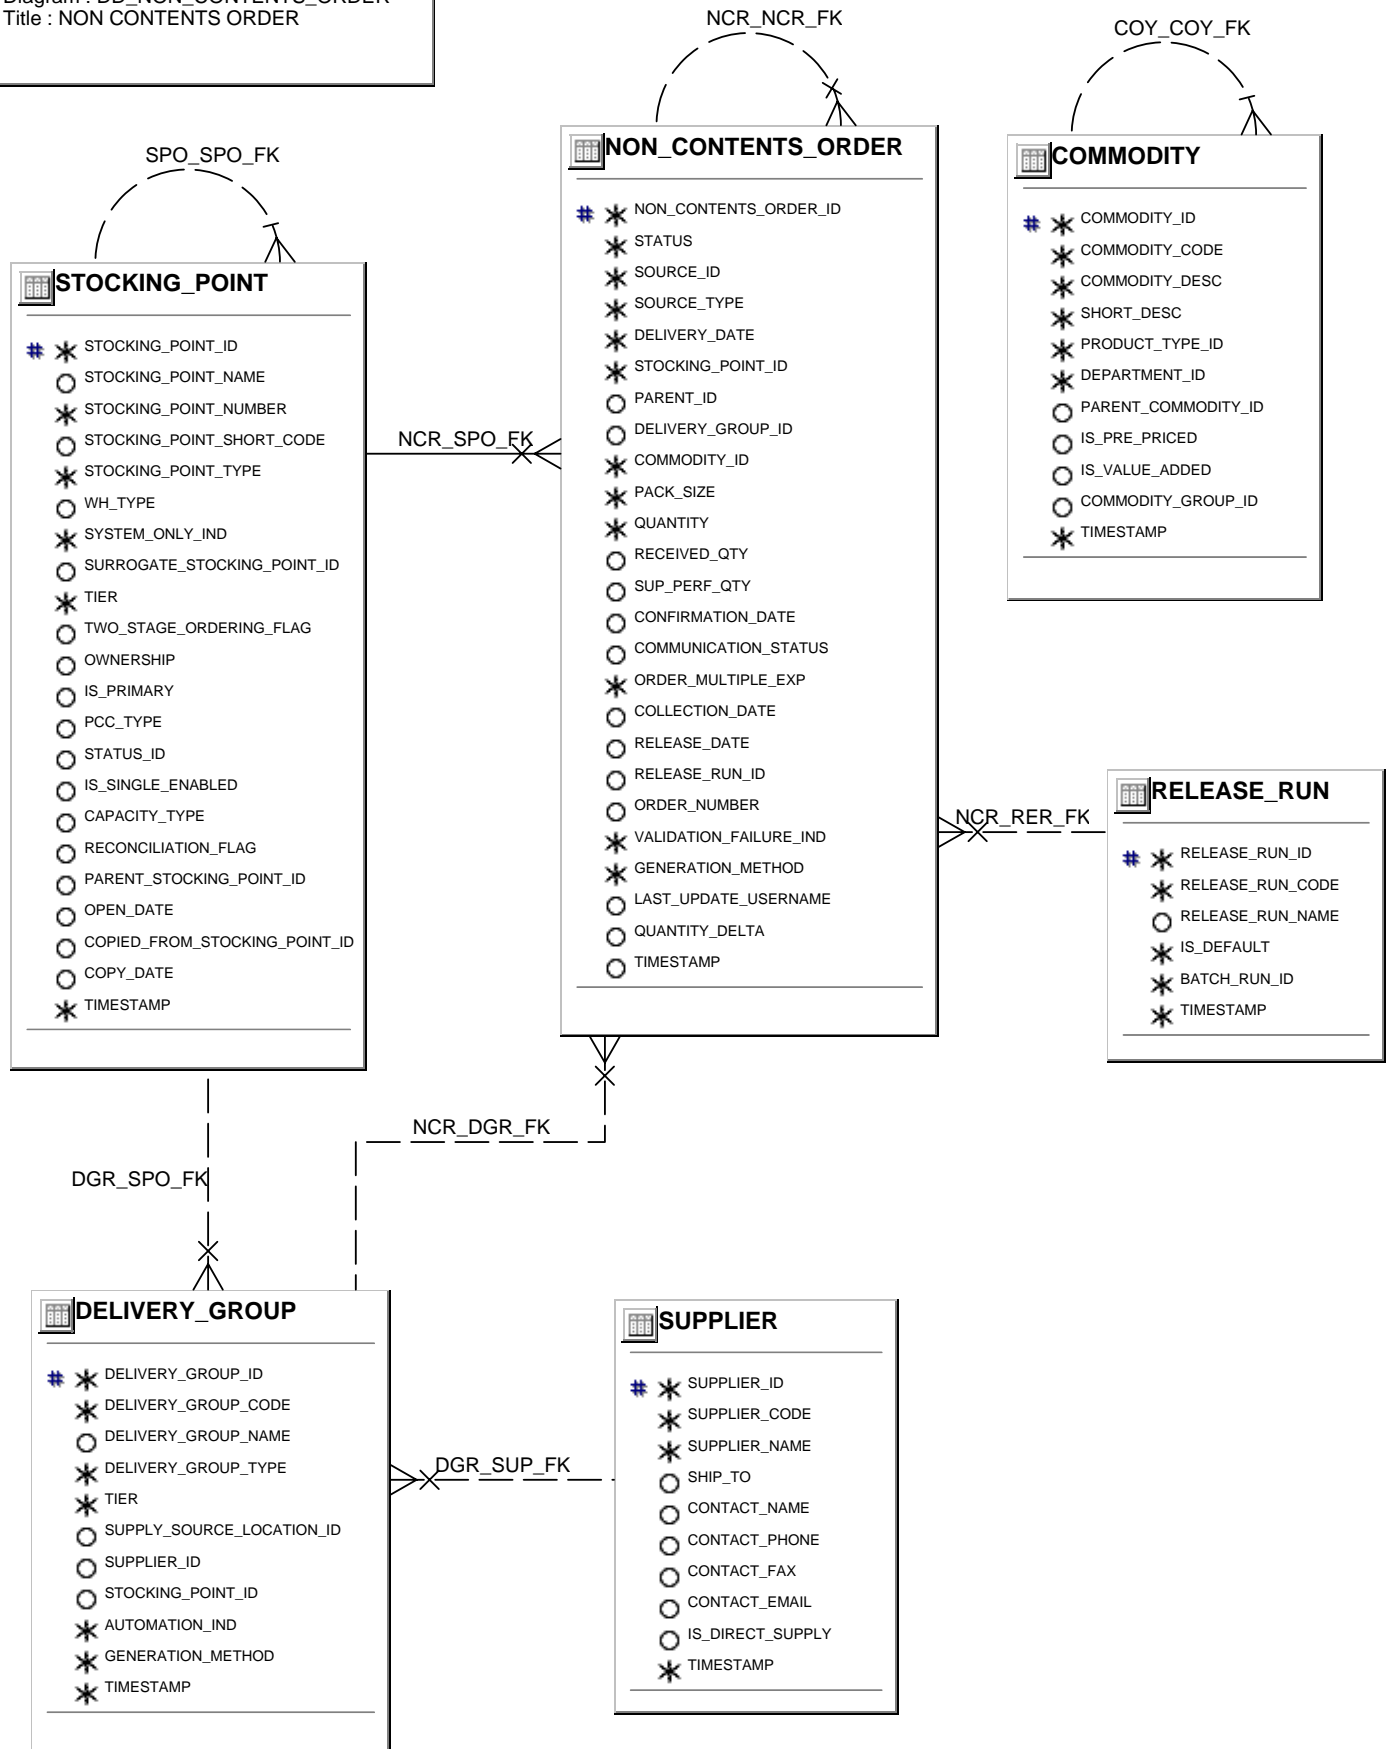 Title : NON CONTENTS ORDER
NCR_NCR_FK
COY_COY_FK
SPO_SPO_FK
NON_CONTENTS_ORDER
# NON_CONTENTS_ORDER_ID
STATUS
SOURCE_ID
SOURCE_TYPE
DELIVERY_DATE
STOCKING_POINT_ID
PARENT_ID
DELIVERY_GROUP_ID
COMMODITY_ID
PACK_SIZE
QUANTITY
RECEIVED_QTY
SUP_PERF_QTY
CONFIRMATION_DATE
COMMUNICATION_STATUS
ORDER_MULTIPLE_EXP
COLLECTION_DATE
RELEASE_DATE
RELEASE_RUN_ID
ORDER_NUMBER
VALIDATION_FAILURE_IND
GENERATION_METHOD
LAST_UPDATE_USERNAME
QUANTITY_DELTA
TIMESTAMP
COMMODITY
# COMMODITY_ID
COMMODITY_CODE
COMMODITY_DESC
SHORT_DESC
PRODUCT_TYPE_ID
DEPARTMENT_ID
PARENT_COMMODITY_ID
IS_PRE_PRICED
IS_VALUE_ADDED
COMMODITY_GROUP_ID
TIMESTAMP
STOCKING_POINT
# STOCKING_POINT_ID
STOCKING_POINT_NAME
STOCKING_POINT_NUMBER
STOCKING_POINT_SHORT_CODE
STOCKING_POINT_TYPE
WH_TYPE
SYSTEM_ONLY_IND
SURROGATE_STOCKING_POINT_ID
TIER
TWO_STAGE_ORDERING_FLAG
OWNERSHIP
IS_PRIMARY
PCC_TYPE
STATUS_ID
IS_SINGLE_ENABLED
CAPACITY_TYPE
RECONCILIATION_FLAG
PARENT_STOCKING_POINT_ID
OPEN_DATE
COPIED_FROM_STOCKING_POINT_ID
COPY_DATE
TIMESTAMP
NCR_SPO_FK
NCR_RER_FK
RELEASE_RUN
# RELEASE_RUN_ID
RELEASE_RUN_CODE
RELEASE_RUN_NAME
IS_DEFAULT
BATCH_RUN_ID
TIMESTAMP
NCR_DGR_FK
DGR_SPO_FK
DELIVERY_GROUP
# DELIVERY_GROUP_ID
DELIVERY_GROUP_CODE
DELIVERY_GROUP_NAME
DELIVERY_GROUP_TYPE
TIER
SUPPLY_SOURCE_LOCATION_ID
SUPPLIER_ID
STOCKING_POINT_ID
AUTOMATION_IND
GENERATION_METHOD
TIMESTAMP
DGR_SUP_FK
SUPPLIER
# SUPPLIER_ID
SUPPLIER_CODE
SUPPLIER_NAME
SHIP_TO
CONTACT_NAME
CONTACT_PHONE
CONTACT_FAX
CONTACT_EMAIL
IS_DIRECT_SUPPLY
TIMESTAMP